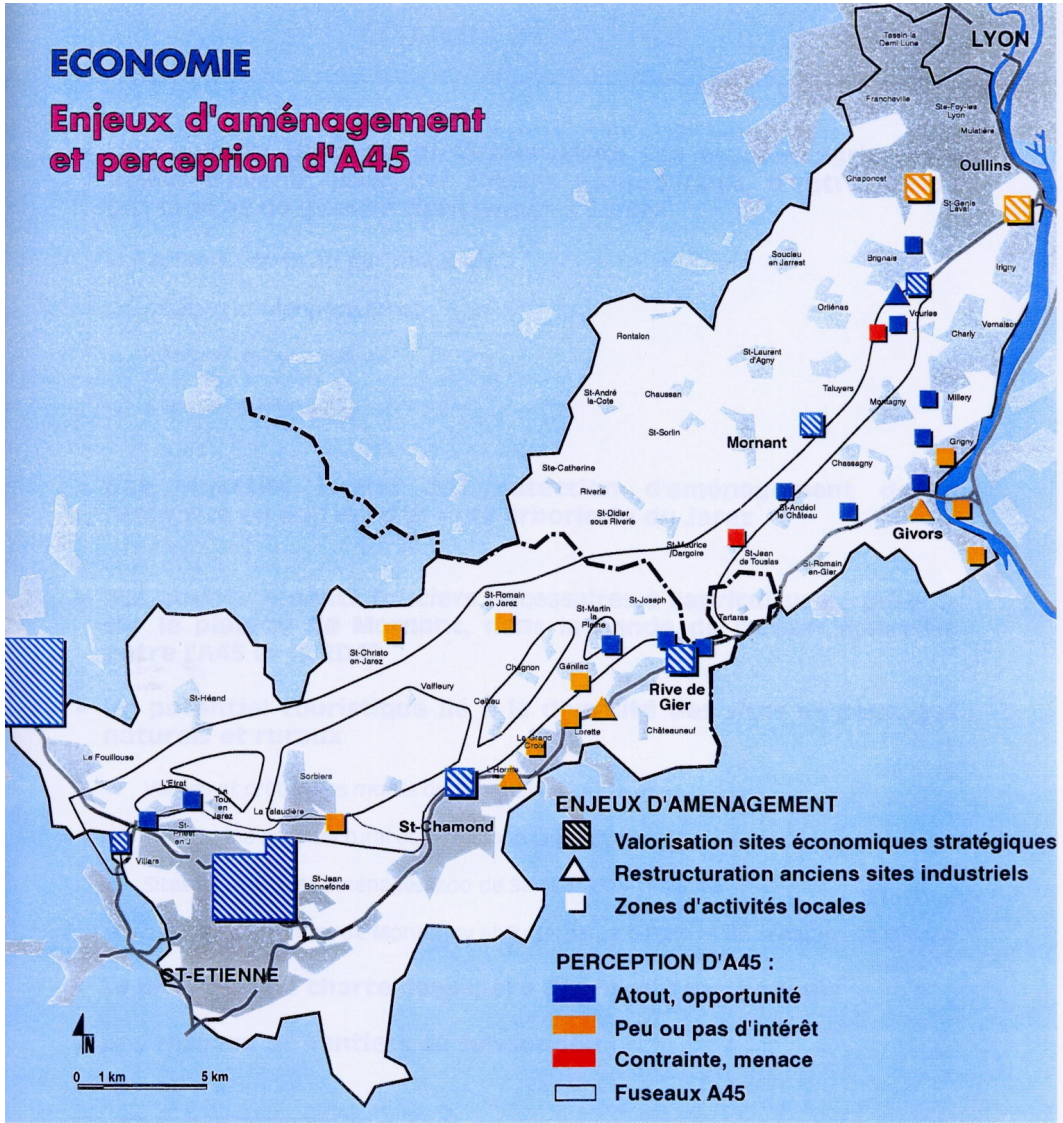 ECONOMIE
Enjeux d'aménagement
et perception d'A45
Tassin-la
Demi-Lune
LYON
Francheville
Ste-Foy-les
Lyon
Mulatière
Oullins
Chaponost
St-Genis
Laval
Brignais
Soucieu
en Jarrest
Irigny
Orliénas
Vourles
Vernaison
Charly
Rontalon
St-Laurent
d'Agny
Taluyers
St-André
la-Cote
Chaussan
Montagny
Millery
St-Sorlin
Mornant
Grigny
Chassagny
Ste-Catherine
Riverie
St-Andéol
le Château
St-Didier
sous Riverie
Givors
St-Maurice
/Dargoire
St-Jean
de Touslas
St-Romain
en-Gier
St-Romain
en Jarez
St-Joseph
St-Martin
la
Plaine
Tartaras
St-Christo
en-Jarez
Chagnon
Génilac
Valfleury
Rive de
Gier
St-Héand
Cellieu
Châteauneuf
Lorette
La Grand
Croix
La Fouillouse
L'Horme
Sorbiers
L'Etrat
La
Tour
en
Jarez
La Talaudière
St-Chamond
St-
Priest
en J.
Villars
St-Jean
Bonnefonds
ST-ETIENNE
N
0 1 km 5 km
ENJEUX D'AMENAGEMENT
Valorisation sites économiques stratégiques
Restructuration anciens sites industriels
Zones d'activités locales
PERCEPTION D'A45 :
Atout, opportunité
Peu ou pas d'intérêt
Contrainte, menace
Fuseaux A45